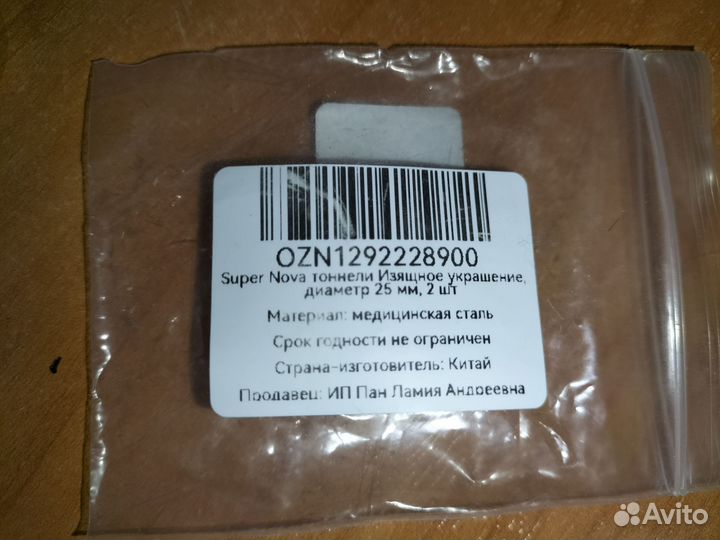 OZN1292228900
Super Nova тоннели Изящное украшение,
диаметр 25 мм, 2 шт
Материал: медицинская сталь
Срок годности не ограничен
Страна-изготовитель: Китай
Продавец: ИП Пан Ламия Андреевна
Avito